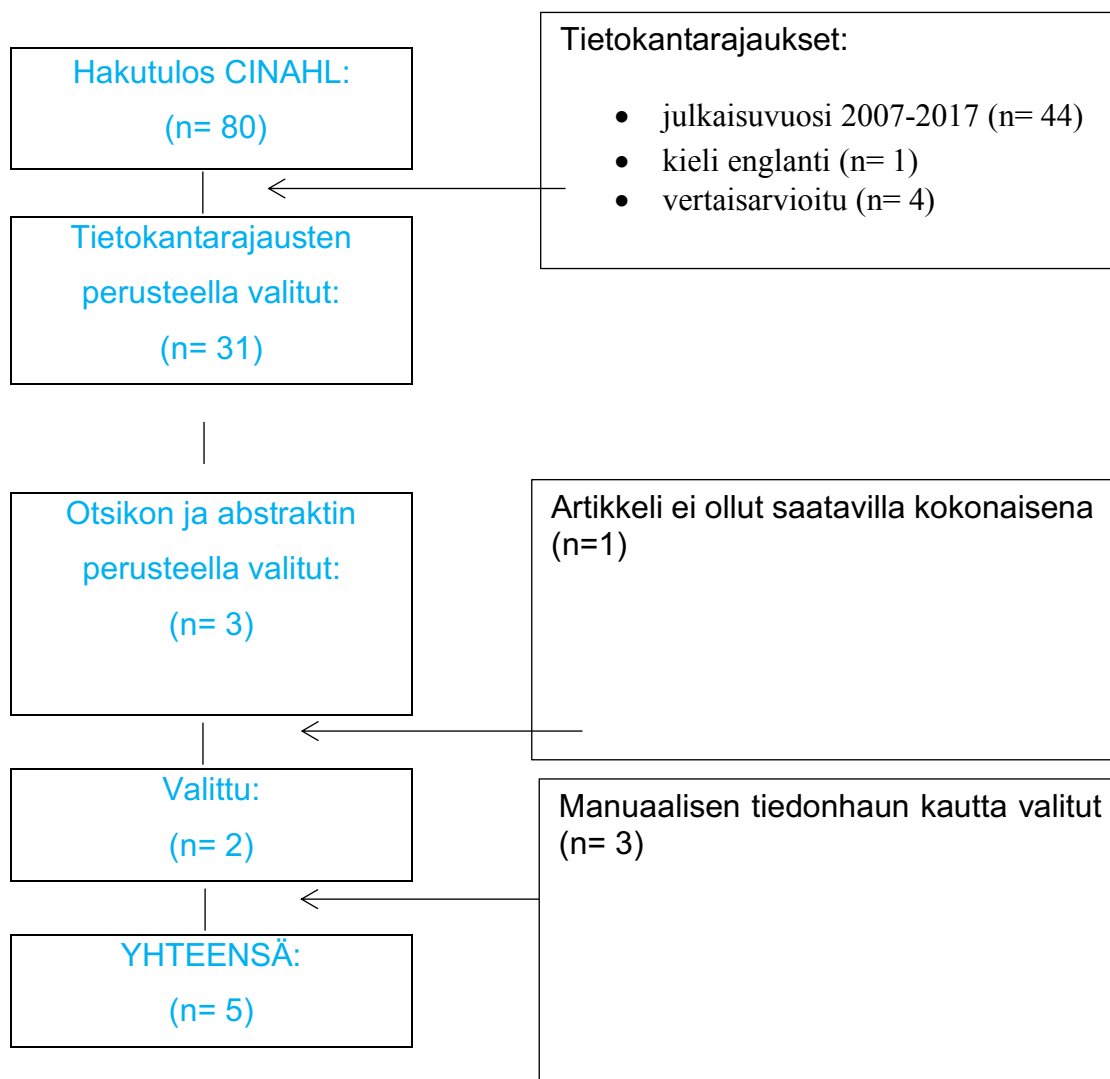 Hakutulos CINAHL:
(n= 80)
Tietokantarajaukset:
• julkaisuvuosi 2007-2017 (n= 44)
• kieli englanti (n= 1)
• vertaisarvioitu (n= 4)
Tietokantarajausten
perusteella valitut:
(n= 31)
Otsikon ja abstraktin
perusteella valitut:
(n= 3)
Artikkeli ei ollut saatavilla kokonaisena
(n=1)
Valittu:
(n= 2)
Manuaalisen tiedonhaun kautta valitut
(n= 3)
YHTEENSÄ:
(n= 5)